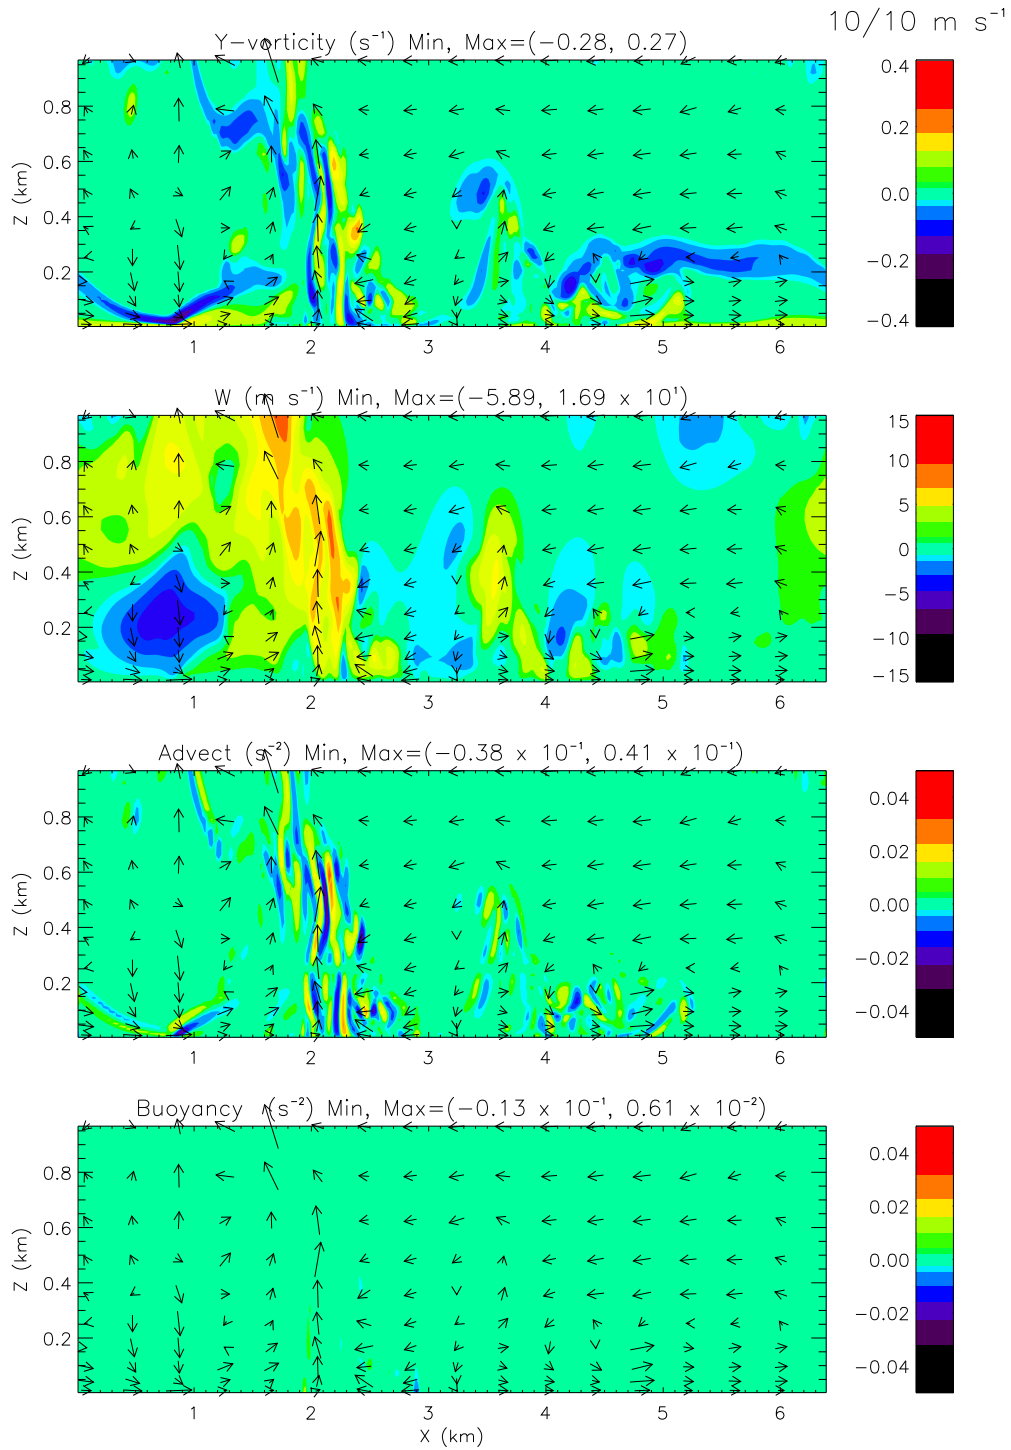 10/10 m s⁻¹
Y-vorticity (s⁻¹) Min, Max=(-0.28, 0.27)
0.8
0.6
0.4
0.2
Z (km)
1 2 3 4 5 6
0.4
0.2
0.0
-0.2
-0.4
W (m s⁻¹) Min, Max=(-5.89, 1.69 x 10¹)
0.8
0.6
0.4
0.2
Z (km)
1 2 3 4 5 6
15
10
5
0
-5
-10
-15
Advect (s⁻²) Min, Max=(-0.38 x 10⁻¹, 0.41 x 10⁻¹)
0.8
0.6
0.4
0.2
Z (km)
1 2 3 4 5 6
0.04
0.02
0.00
-0.02
-0.04
Buoyancy (s⁻²) Min, Max=(-0.13 x 10⁻¹, 0.61 x 10⁻²)
0.8
0.6
0.4
0.2
Z (km)
1 2 3 4 5 6
X (km)
0.04
0.02
0.00
-0.02
-0.04